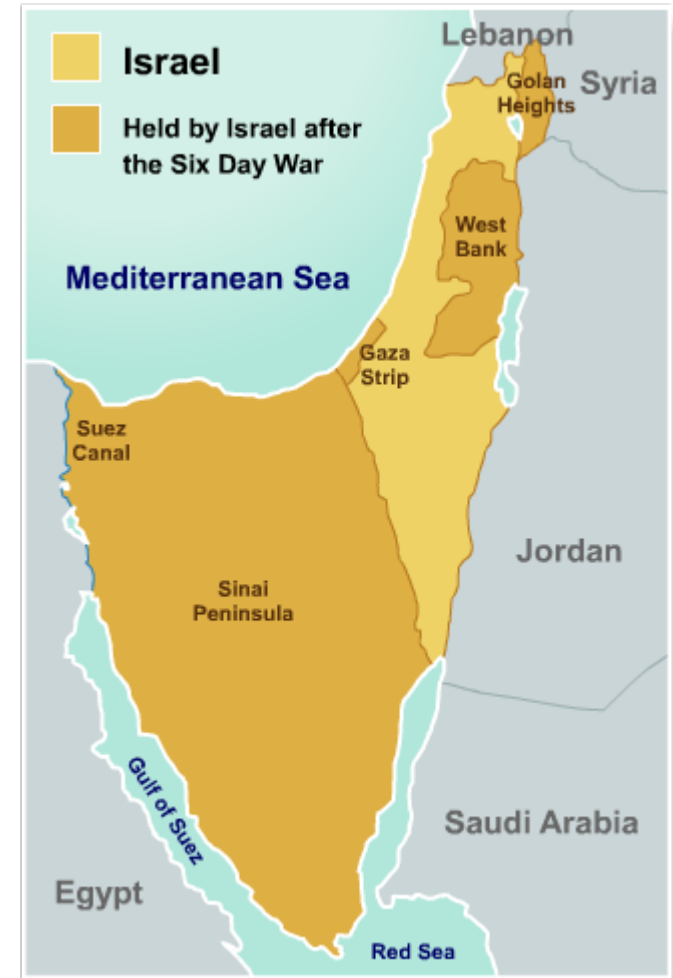 Lebanon
Israel
Golan
Heights
Syria
Held by Israel after
the Six Day War
West
Bank
Mediterranean Sea
Gaza
Strip
Suez
Canal
Jordan
Sinai
Peninsula
Gulf of Suez
Saudi Arabia
Egypt
Red Sea